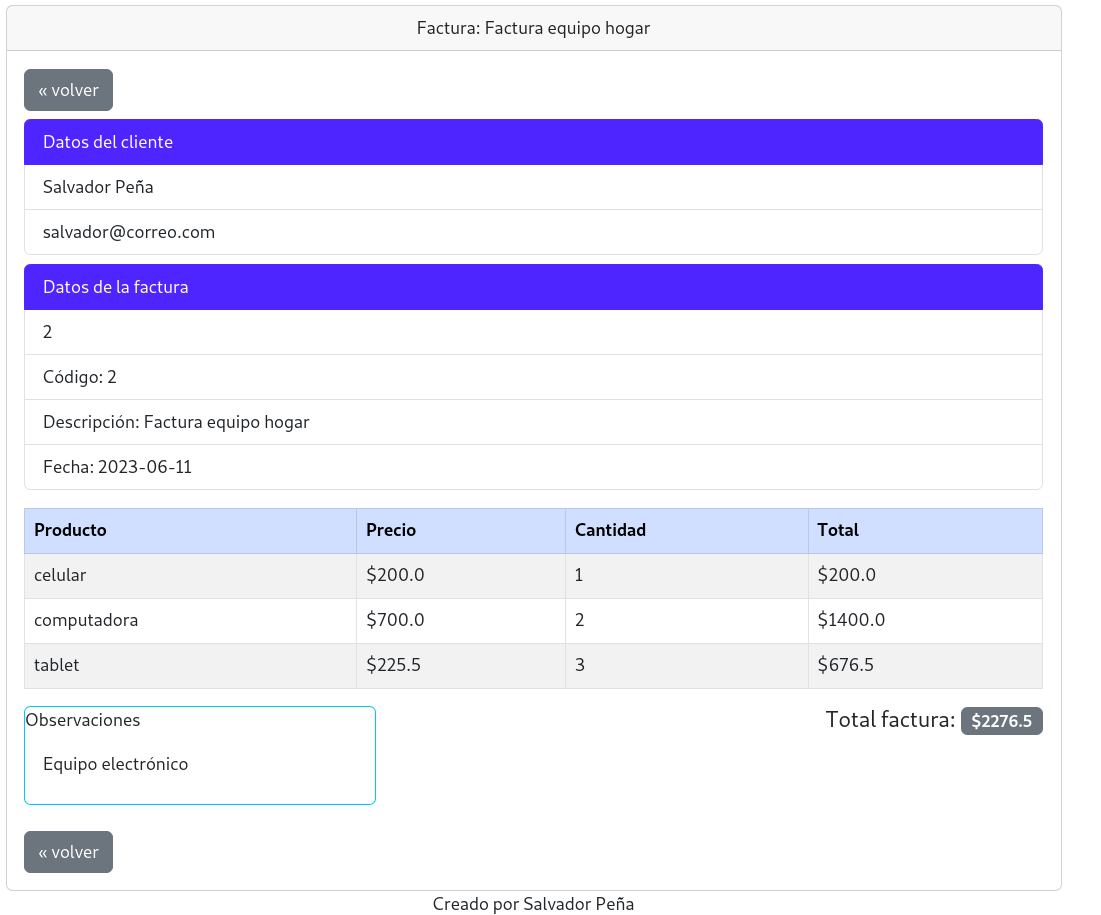 Factura: Factura equipo hogar
« volver
Datos del cliente
Salvador Peña
salvador@correo.com
Datos de la factura
2
Código: 2
Descripción: Factura equipo hogar
Fecha: 2023-06-11
Producto Precio Cantidad Total
celular $200.0 1 $200.0
computadora $700.0 2 $1400.0
tablet $225.5 3 $676.5
Observaciones
Total factura: $2276.5
Equipo electrónico
« volver
Creado por Salvador Peña